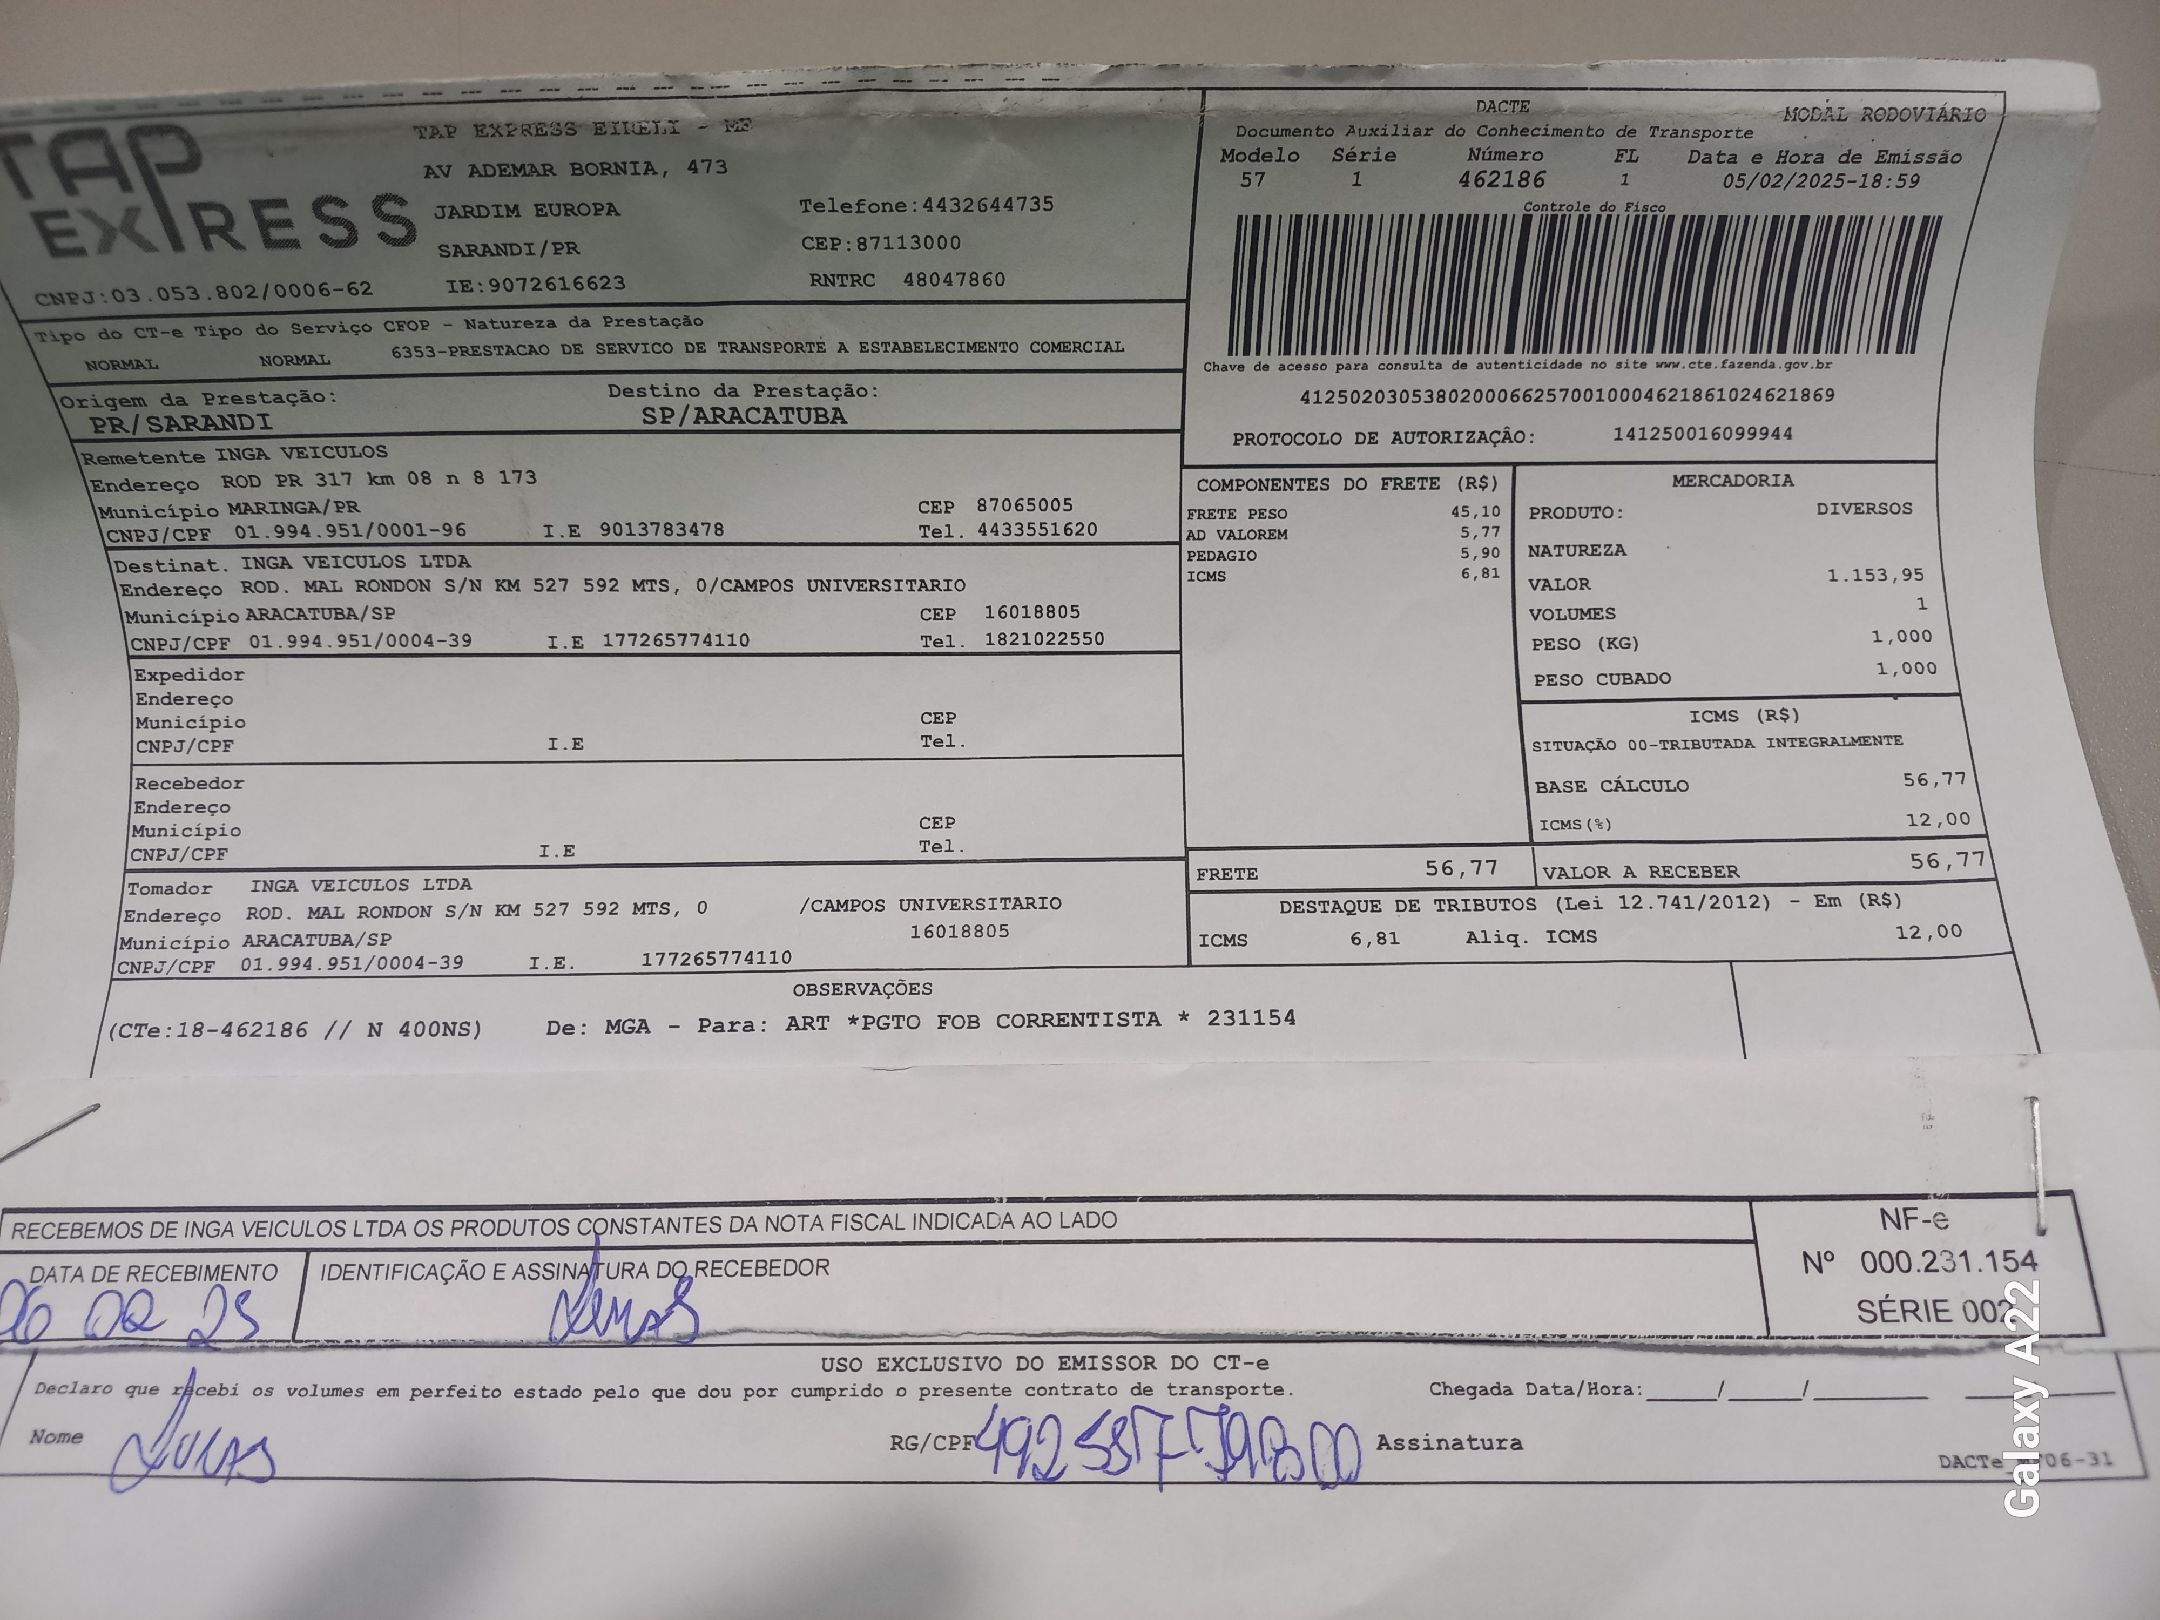 TAP EXPRESS
TAP EXPRESS EIRELI - ME
AV ADEMAR BORNIA, 473
JARDIM EUROPA Telefone:4432644735
SARANDI/PR CEP:87113000
CNPJ:03.053.802/0006-62 IE:9072616623 RNTRC 48047860
Tipo do CT-e Tipo do Serviço CFOP - Natureza da Prestação
NORMAL NORMAL 6353-PRESTACAO DE SERVICO DE TRANSPORTE A ESTABELECIMENTO COMERCIAL
Origem da Prestação: Destino da Prestação:
PR/SARANDI SP/ARACATUBA
Remetente INGA VEICULOS
Endereço ROD PR 317 km 08 n 8 173
Município MARINGA/PR CEP 87065005
CNPJ/CPF 01.994.951/0001-96 I.E 9013783478 Tel. 4433551620
Destinat. INGA VEICULOS LTDA
Endereço ROD. MAL RONDON S/N KM 527 592 MTS, 0/CAMPOS UNIVERSITARIO
Município ARACATUBA/SP CEP 16018805
CNPJ/CPF 01.994.951/0004-39 I.E 177265774110 Tel. 1821022550
Expedidor
Endereço
Município CEP
CNPJ/CPF I.E Tel.
Recebedor
Endereço
Município CEP
CNPJ/CPF I.E Tel.
Tomador INGA VEICULOS LTDA
Endereço ROD. MAL RONDON S/N KM 527 592 MTS, 0 /CAMPOS UNIVERSITARIO
Município ARACATUBA/SP 16018805
CNPJ/CPF 01.994.951/0004-39 I.E. 177265774110
DACTE MODAL RODOVIÁRIO
Documento Auxiliar do Conhecimento de Transporte
Modelo Série Número FL Data e Hora de Emissão
57 1 462186 1 05/02/2025-18:59
Controle do Fisco
Chave de acesso para consulta de autenticidade no site www.cte.fazenda.gov.br
41250203053802000662570010004621861024621869
PROTOCOLO DE AUTORIZAÇÃO: 141250016099944
COMPONENTES DO FRETE (R$)
FRETE PESO 45,10
AD VALOREM 5,77
PEDAGIO 5,90
ICMS 6,81
MERCADORIA
PRODUTO: DIVERSOS
NATUREZA
VALOR 1.153,95
VOLUMES 1
PESO (KG) 1,000
PESO CUBADO 1,000
ICMS (R$)
SITUAÇÃO 00-TRIBUTADA INTEGRALMENTE
BASE CÁLCULO 56,77
ICMS(%) 12,00
FRETE 56,77 VALOR A RECEBER 56,77
DESTAQUE DE TRIBUTOS (Lei 12.741/2012) - Em (R$)
ICMS 6,81 Aliq. ICMS 12,00
OBSERVAÇÕES
(CTe:18-462186 // N 400NS) De: MGA - Para: ART *PGTO FOB CORRENTISTA * 231154
RECEBEMOS DE INGA VEICULOS LTDA OS PRODUTOS CONSTANTES DA NOTA FISCAL INDICADA AO LADO
DATA DE RECEBIMENTO IDENTIFICAÇÃO E ASSINATURA DO RECEBEDOR
06 02 25 Lucas
NF-e
Nº 000.231.154
SÉRIE 002
USO EXCLUSIVO DO EMISSOR DO CT-e
Declaro que recebi os volumes em perfeito estado pelo que dou por cumprido o presente contrato de transporte. Chegada Data/Hora:_____/_____/________
Nome Lucas RG/CPF Assinatura
DACTe 06-31
Galaxy A22